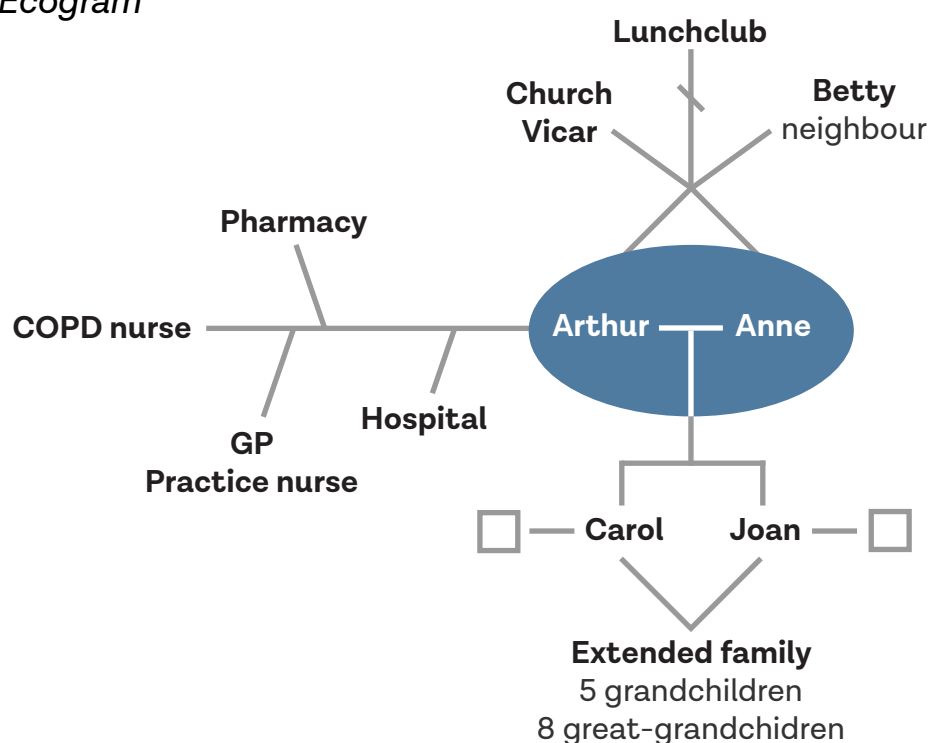 Ecogram
Lunchclub
Church
Vicar
Betty
neighbour
Pharmacy
COPD nurse
Arthur
Anne
Hospital
GP
Practice nurse
Carol
Joan
Extended family
5 grandchildren
8 great-grandchidren